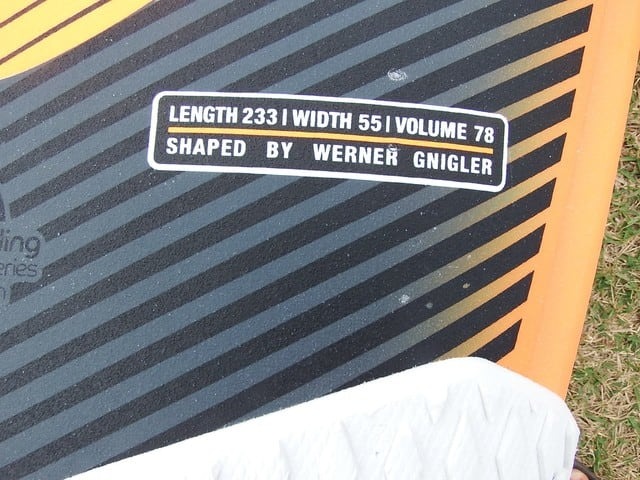 LENGTH 233 | WIDTH 55 | VOLUME 78
SHAPED BY WERNER GNIGLER